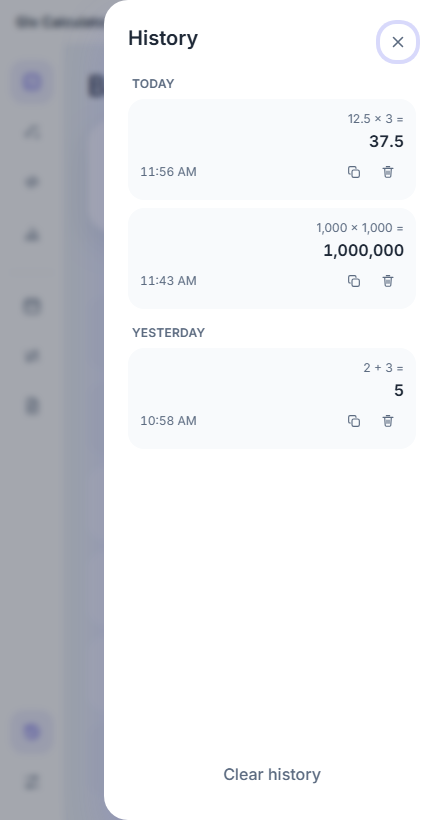 History
TODAY
12.5 × 3 =
37.5
11:56 AM
1,000 × 1,000 =
1,000,000
11:43 AM
YESTERDAY
2 + 3 =
5
10:58 AM
Clear history